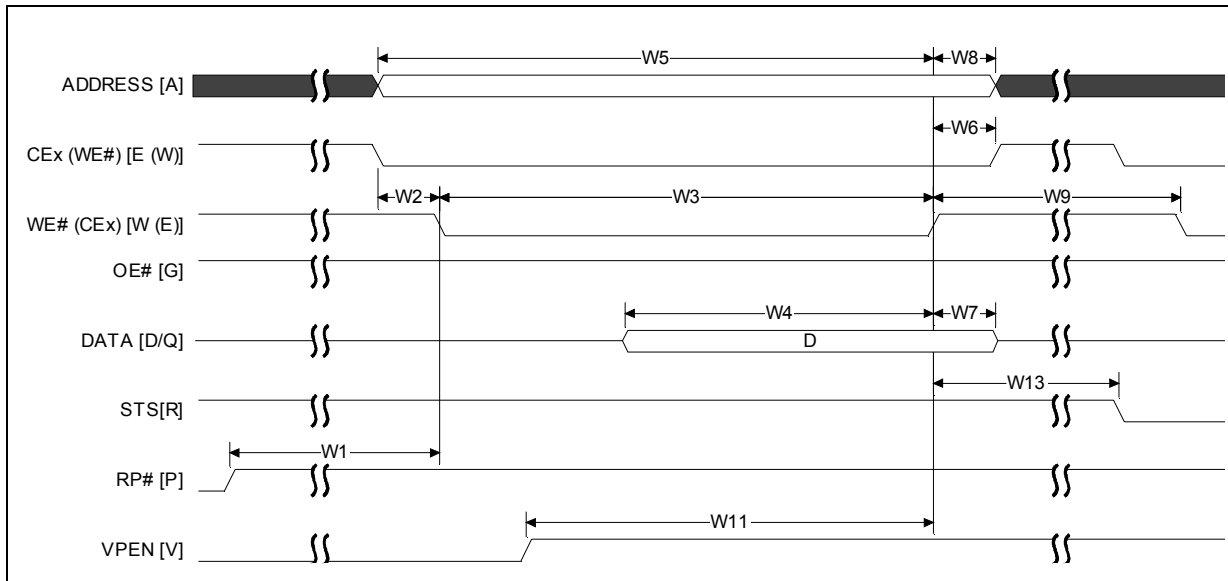 W5
W8
ADDRESS [A]
W6
CEx (WE#) [E (W)]
W2
W3
W9
WE# (CEx) [W (E)]
OE# [G]
W4
W7
DATA [D/Q]
D
W13
STS[R]
W1
RP# [P]
W11
VPEN [V]